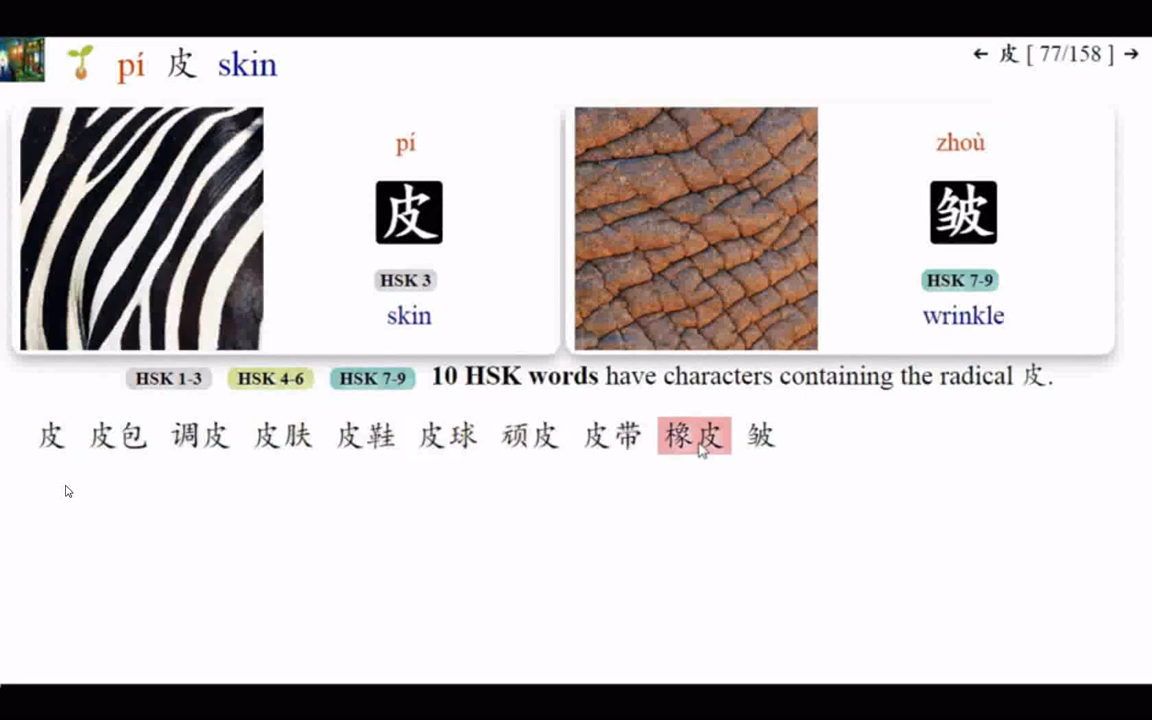 pí 皮 skin
← 皮 [ 77/158 ] →
pí
皮
HSK 3
skin
zhoù
皱
HSK 7-9
wrinkle
HSK 1-3 HSK 4-6 HSK 7-9 10 HSK words have characters containing the radical 皮.
皮 皮包 调皮 皮肤 皮鞋 皮球 顽皮 皮带 橡皮 皱